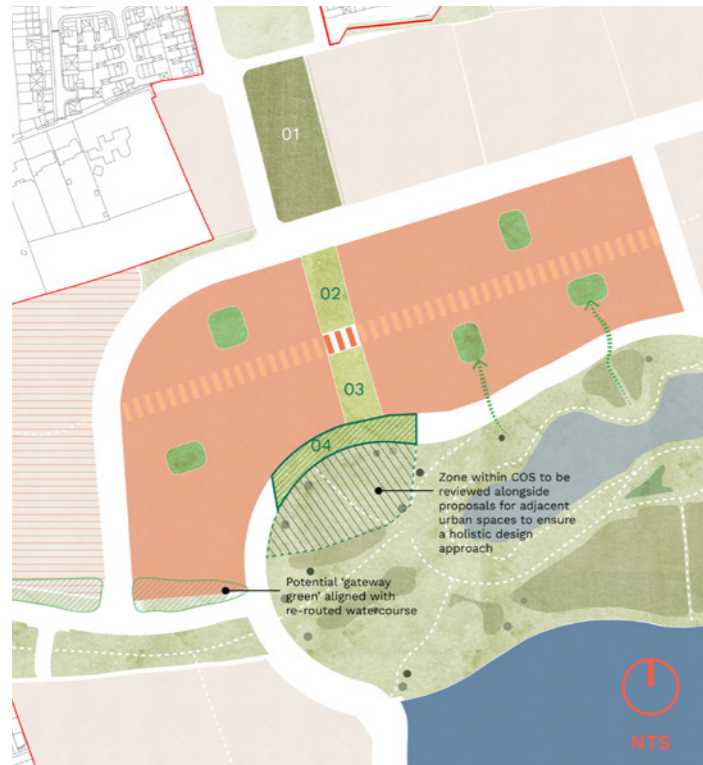 01
02
03
04
Zone within COS to be
reviewed alongside
proposals for adjacent
urban spaces to ensure
a holistic design
approach
Potential ‘gateway
green’ aligned with
re-routed watercourse
NTS